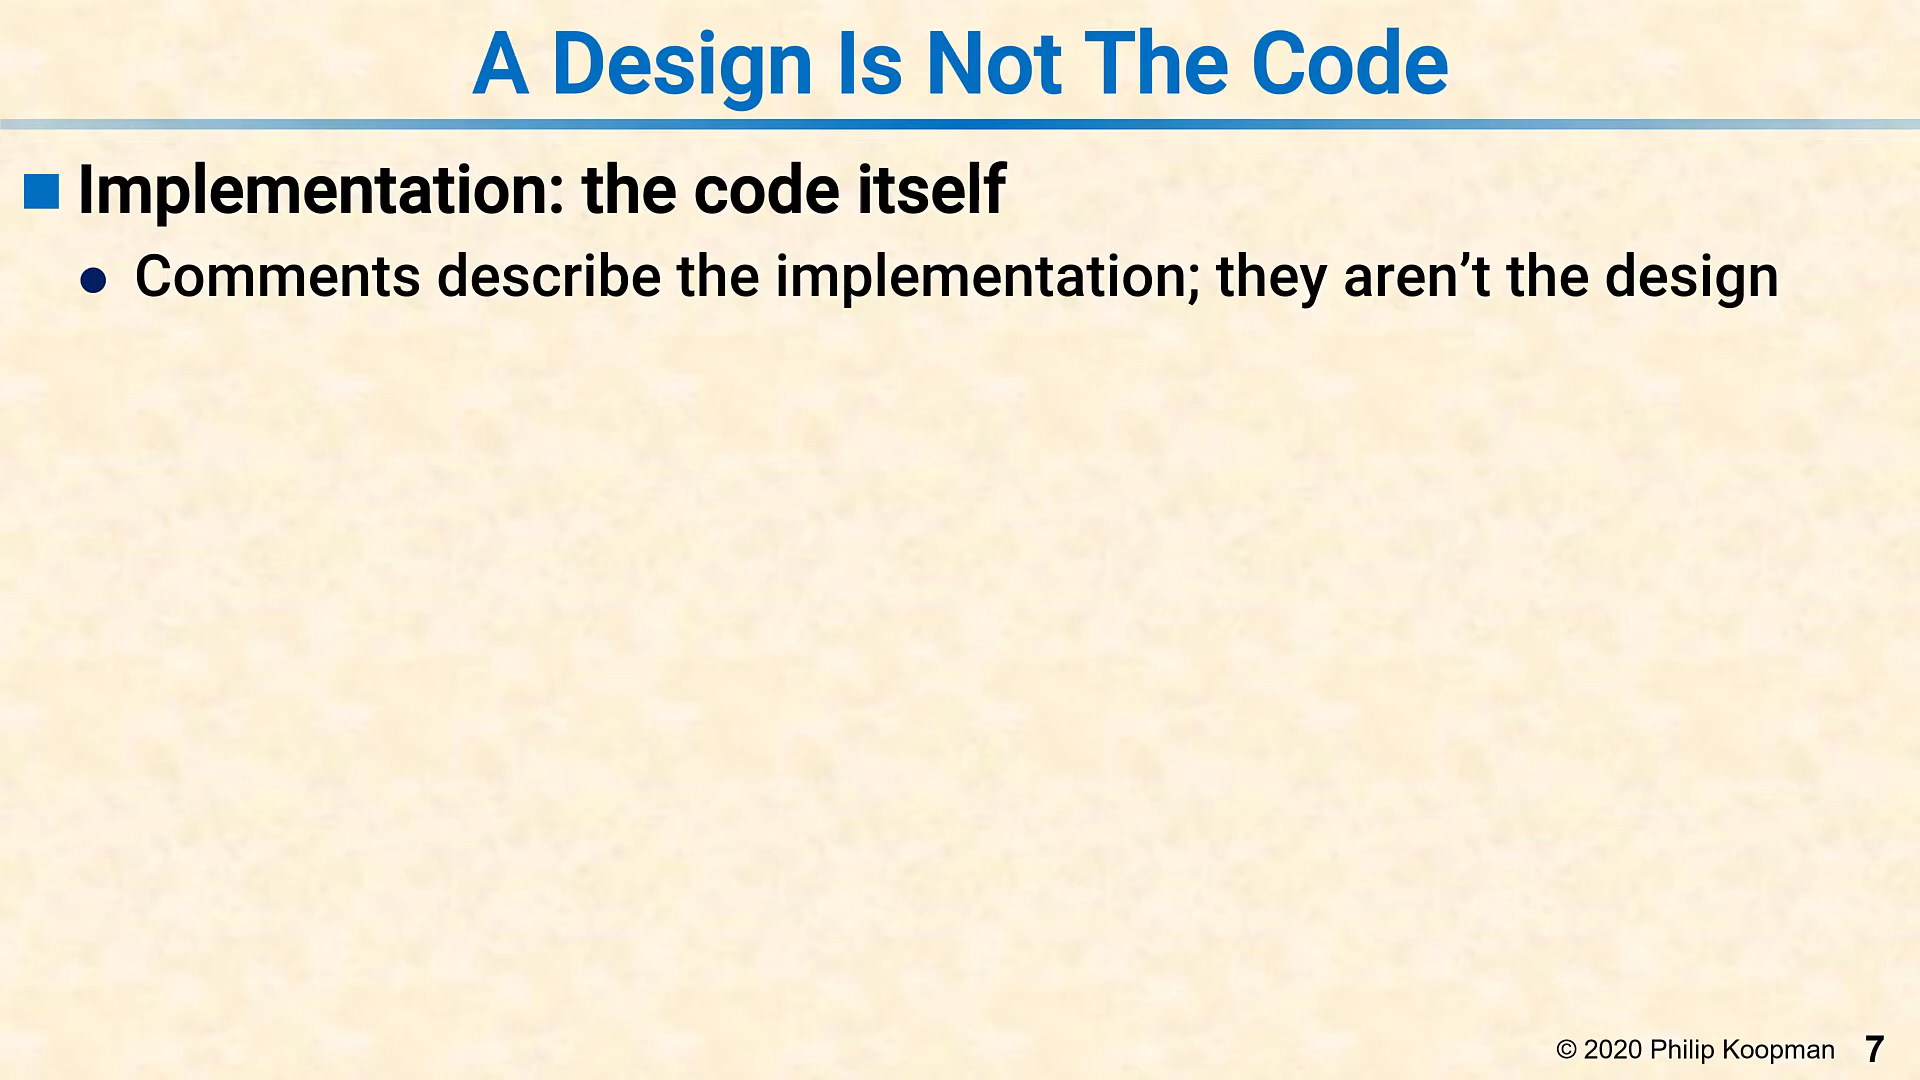 A Design Is Not The Code
Implementation: the code itself
Comments describe the implementation; they aren’t the design
© 2020 Philip Koopman 7